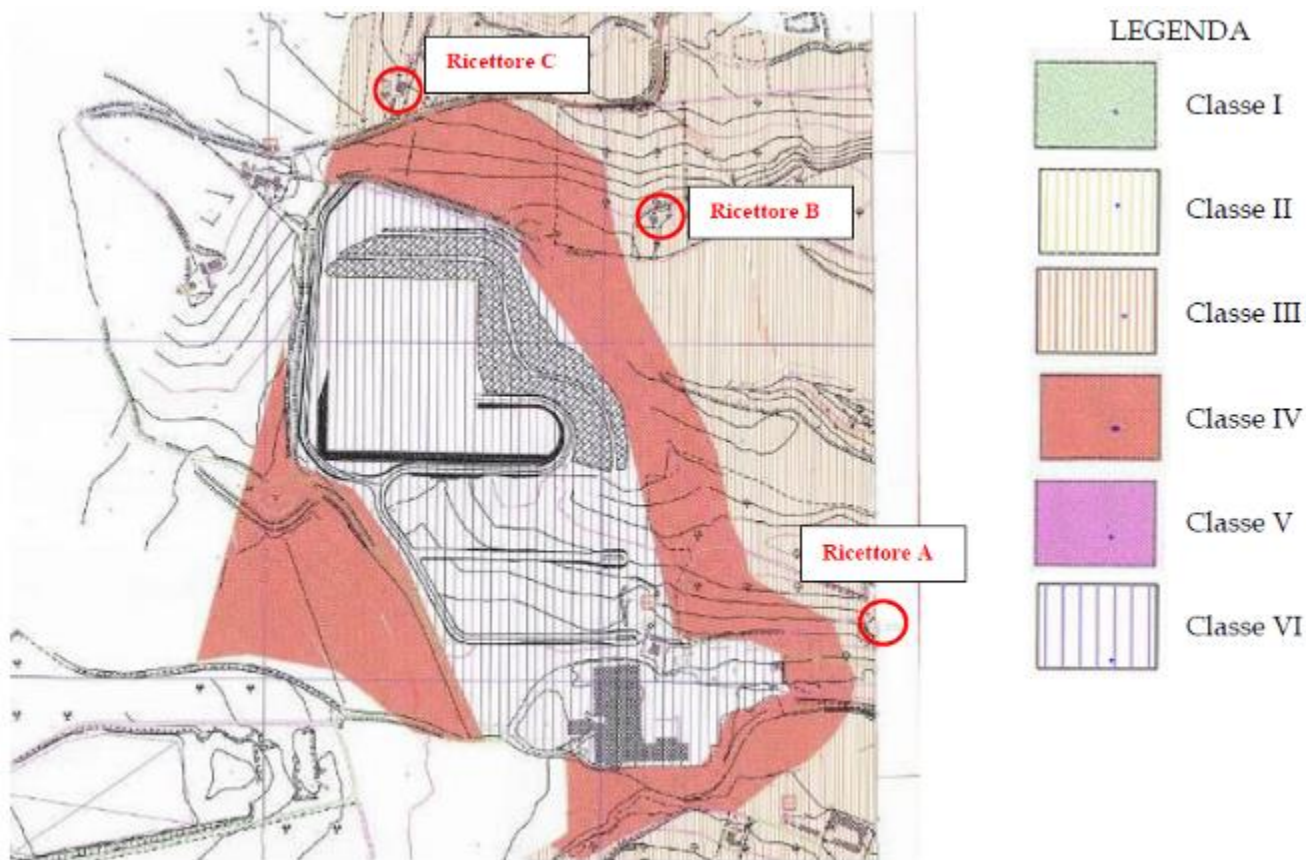 Ricettore C
Ricettore B
Ricettore A
LEGENDA
Classe I
Classe II
Classe III
Classe IV
Classe V
Classe VI